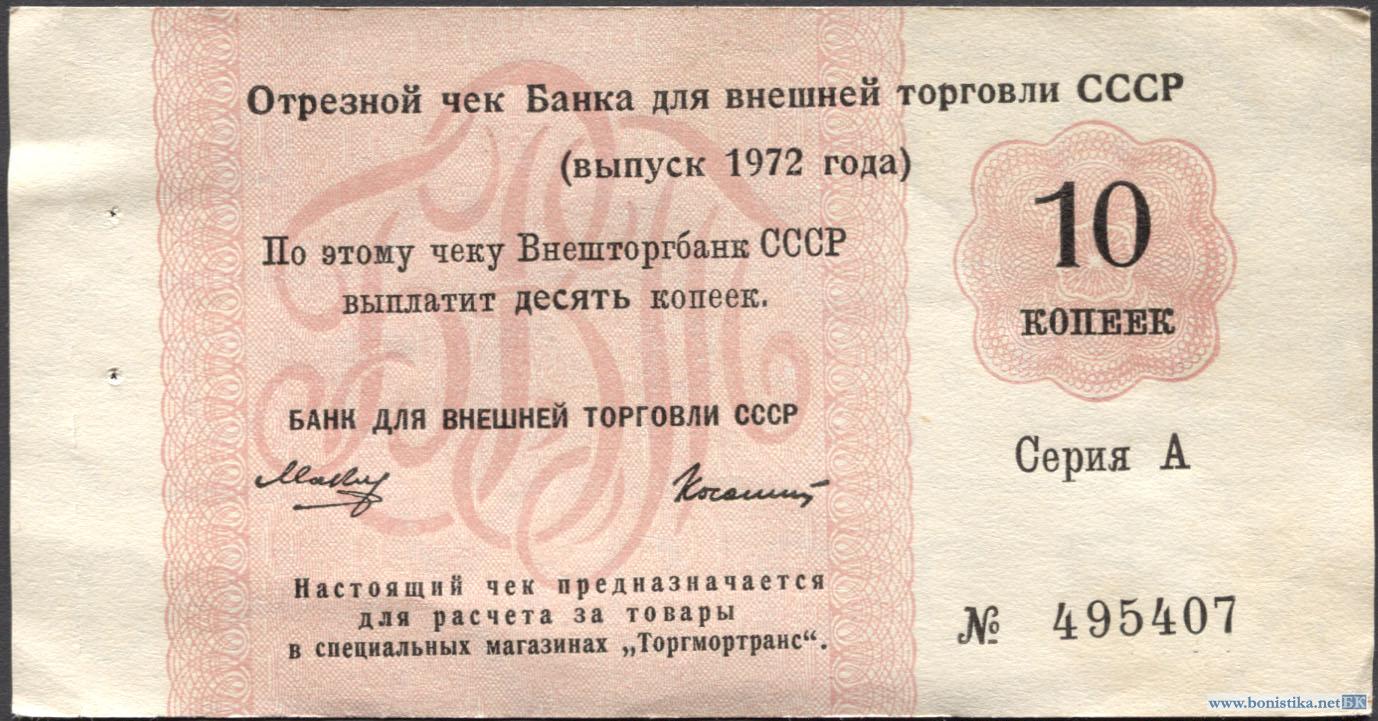 Отрезной чек Банка для внешней торговли СССР
(выпуск 1972 года)
10
КОПЕЕК
По этому чеку Внешторгбанк СССР
выплатит десять копеек.
БАНК ДЛЯ ВНЕШНЕЙ ТОРГОВЛИ СССР
Серия А
Настоящий чек предназначается
для расчета за товары
в специальных магазинах „Торгмортранс“.
№ 495407
www.bonistika.net БК